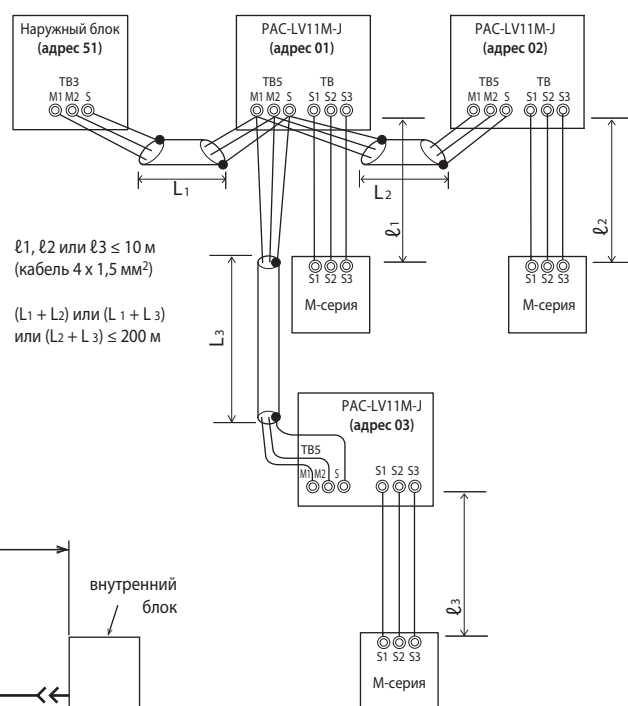 Наружный блок
(адрес 51)
TB3
M1 M2 S
PAC-LV11M-J
(адрес 01)
TB5 TB
M1 M2 S S1 S2 S3
PAC-LV11M-J
(адрес 02)
TB5 TB
M1 M2 S S1 S2 S3
L1
L2
ℓ1
ℓ2
ℓ1, ℓ2 или ℓ3 ≤ 10 м
(кабель 4 x 1,5 мм²)
(L1 + L2) или (L 1 + L 3)
или (L2 + L 3) ≤ 200 м
S1 S2 S3
М-серия
S1 S2 S3
М-серия
L3
PAC-LV11M-J
(адрес 03)
TB5
M1 M2 S S1 S2 S3
внутренний
блок
ℓ3
S1 S2 S3
М-серия